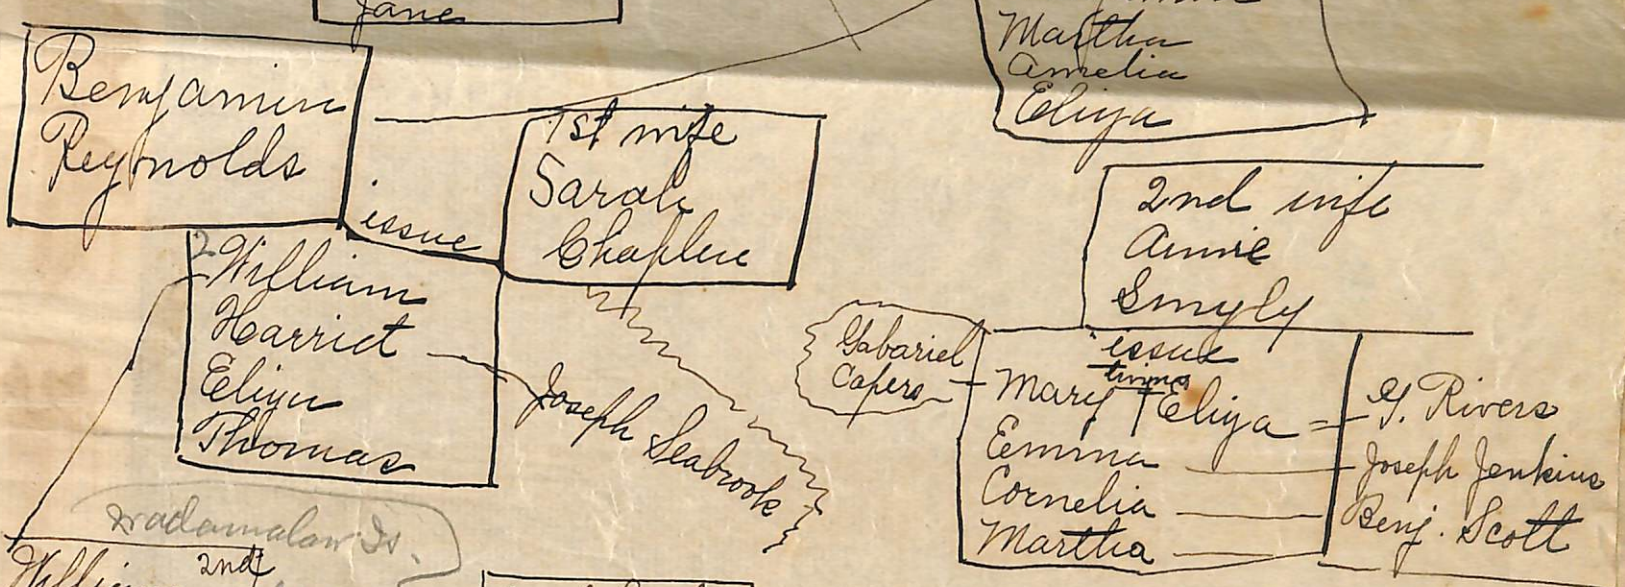 Jane
Martha
Amelia
Eliza
Benjamin
Reynolds
1st wife
Sarah
Chaplin
issue
2nd wife
Annie
Smyly
2 William
Harriet
Eliza
Thomas
Joseph Seabrook
Gabariel
Capers
issue
twins
Mary Eliza = G. Rivers
Emma Joseph Jenkins
Cornelia Benj. Scott
Martha
Wadamalaw Is.
2nd